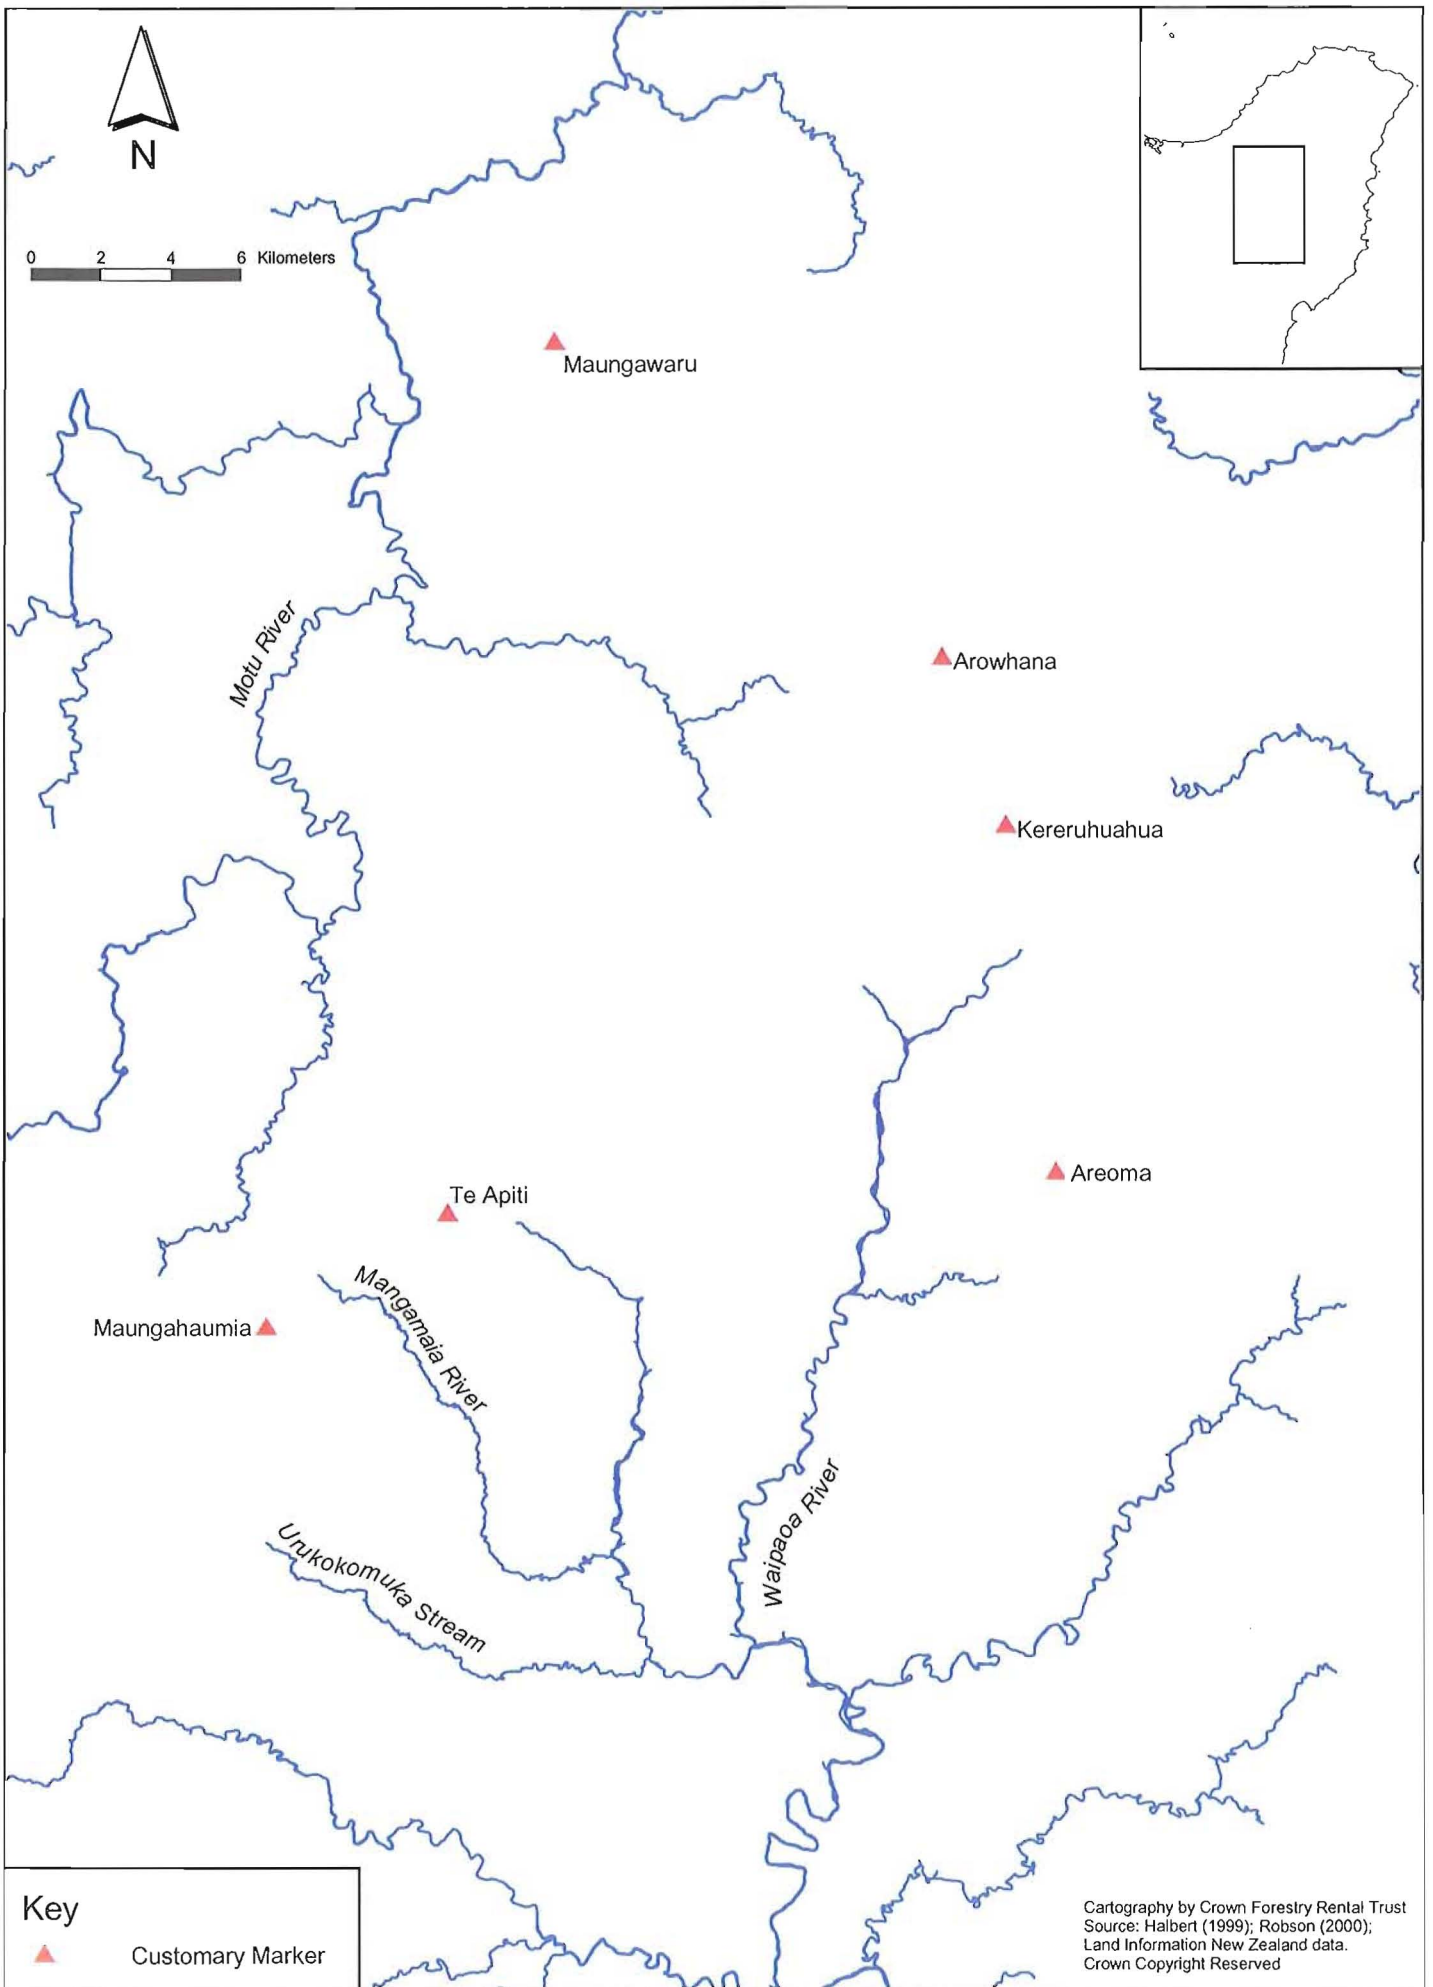 N
0 2 4 6 Kilometers
Maungawaru
Motu River
Arowhana
Kereruhuahua
Areoma
Te Apiti
Mangamaia River
Maungahaumia
Waipaoa River
Urukokomuka Stream
Key
Customary Marker
Cartography by Crown Forestry Rental Trust
Source: Halbert (1999); Robson (2000);
Land Information New Zealand data.
Crown Copyright Reserved